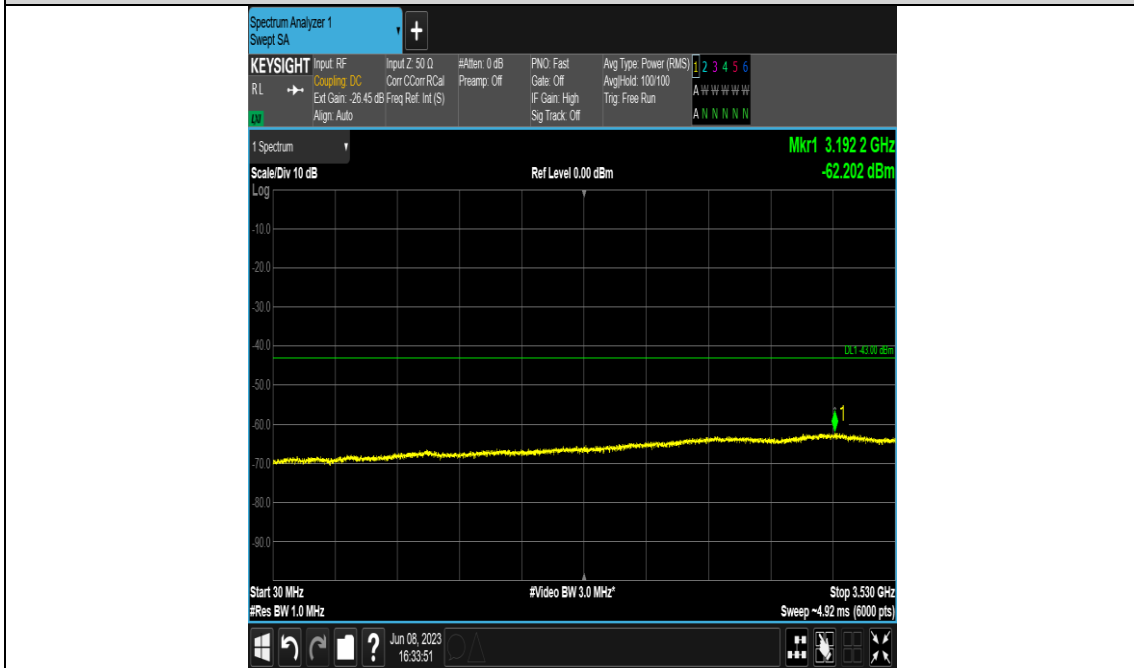 Spectrum Analyzer 1
Swept SA
+
KEYSIGHT
RL
LXI
Input: RF
Coupling: DC
Ext Gain: -26.45 dB
Align: Auto
Input Z: 50 Ω
Corr CCorr RCal
Freq Ref: Int (S)
#Atten: 0 dB
Preamp: Off
PNO: Fast
Gate: Off
IF Gain: High
Sig Track: Off
Avg Type: Power (RMS)
Avg|Hold: 100/100
Trig: Free Run
1 2 3 4 5 6
A W W W W W
A N N N N N
1 Spectrum
Mkr1 3.192 2 GHz
Scale/Div 10 dB
Ref Level 0.00 dBm
-62.202 dBm
Log
-10.0
-20.0
-30.0
-40.0
DL1 -43.00 dBm
-50.0
1
-60.0
-70.0
-80.0
-90.0
Start 30 MHz
#Video BW 3.0 MHz*
Stop 3.530 GHz
#Res BW 1.0 MHz
Sweep ~4.92 ms (6000 pts)
?
Jun 08, 2023
16:33:51